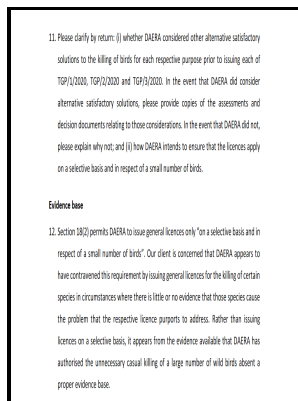 11. Please clarify by return: (i) whether DAERA considered other alternative satisfactory
solutions to the killing of birds for each respective purpose prior to issuing each of
TGP/1/2020, TGP/2/2020 and TGP/3/2020. In the event that DAERA did consider
alternative satisfactory solutions, please provide copies of the assessments and
decision documents relating to those considerations. In the event that DAERA did not,
please explain why not; and (ii) how DAERA intends to ensure that the licences apply
on a selective basis and in respect of a small number of birds.
Evidence base
12. Section 18(2) permits DAERA to issue general licences only "on a selective basis and in
respect of a small number of birds". Our client is concerned that DAERA appears to
have contravened this requirement by issuing general licences for the killing of certain
species in circumstances where there is little or no evidence that those species cause
the problem that the respective licence purports to address. Rather than issuing
licences on a selective basis, it appears from the evidence available that DAERA has
authorised the unnecessary casual killing of a large number of wild birds absent a
proper evidence base.